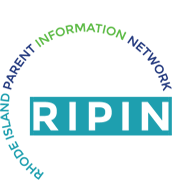 RHODE ISLAND PARENT INFORMATION NETWORK
RIPIN